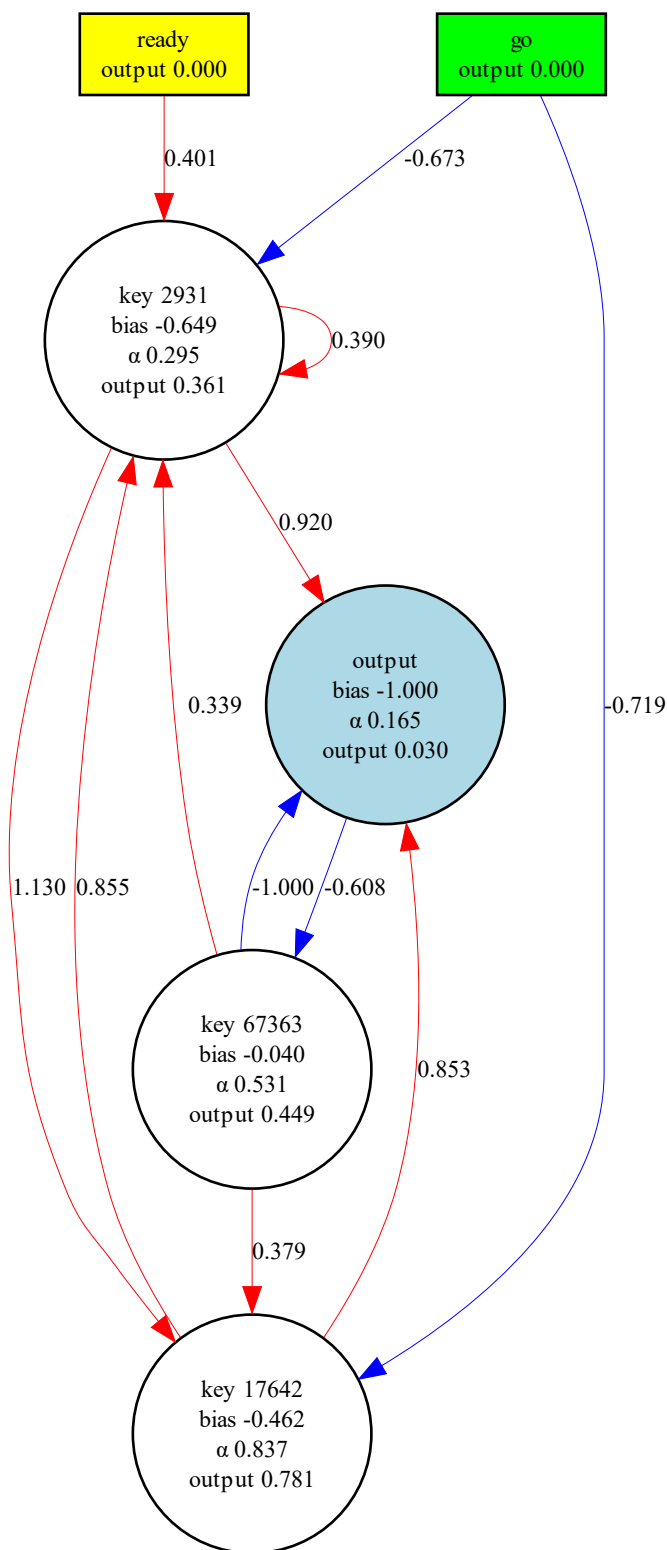 ready
output 0.000
go
output 0.000
0.401
-0.673
key 2931
bias -0.649
α 0.295
output 0.361
0.390
0.920
output
bias -1.000
α 0.165
output 0.030
0.339
-0.719
1.130
0.855
-1.000
-0.608
key 67363
bias -0.040
α 0.531
output 0.449
0.853
0.379
key 17642
bias -0.462
α 0.837
output 0.781